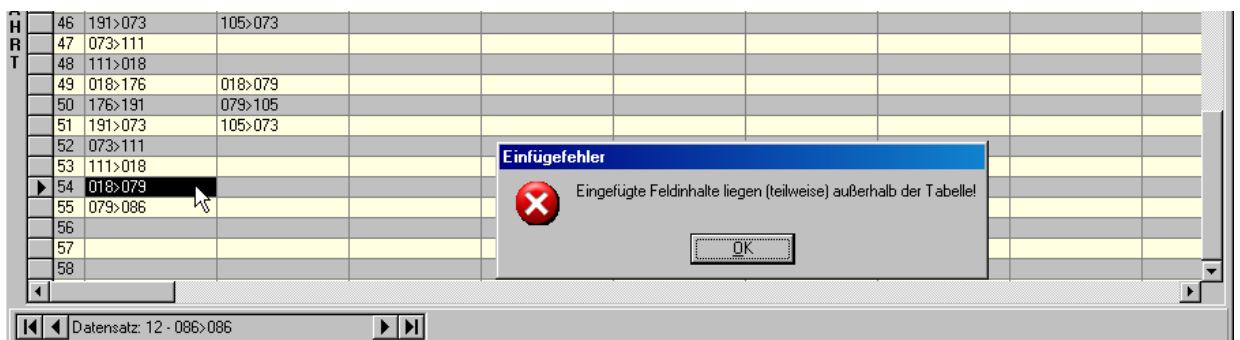 H
R
T
46 191>073 105>073
47 073>111
48 111>018
49 018>176 018>079
50 176>191 079>105
51 191>073 105>073
52 073>111
53 111>018
54 018>079
55 079>086
56
57
58
Einfügefehler
Eingefügte Feldinhalte liegen (teilweise) außerhalb der Tabelle!
OK
Datensatz: 12 - 086>086